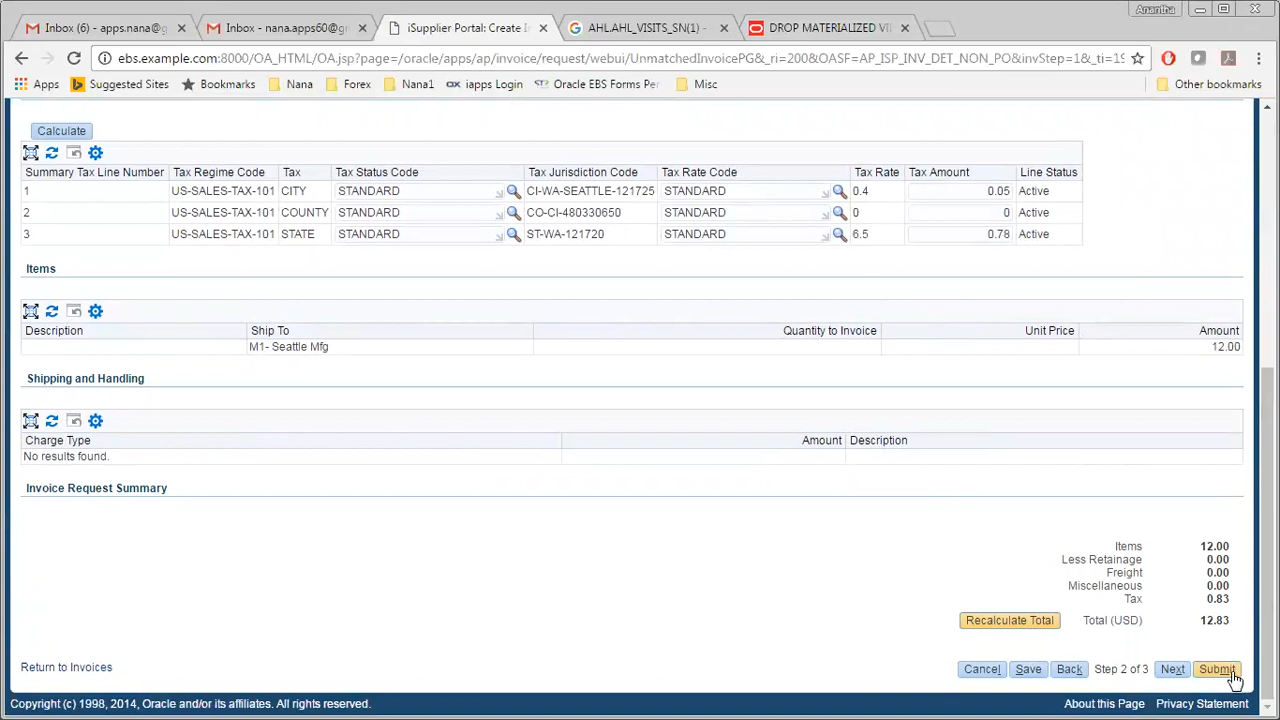 Anantha
Inbox (6) - apps.nana@g
Inbox - nana.apps60@g
iSupplier Portal: Create I
AHLAHL_VISITS_SN(1) -
DROP MATERIALIZED VI
ebs.example.com:8000/OA_HTML/OA.jsp?page=/oracle/apps/ap/invoice/request/webui/UnmatchedInvoicePG&_ri=200&OASF=AP_ISP_INV_DET_NON_PO&invStep=1&_ti=19
Apps Suggested Sites Bookmarks Nana Forex Nana1 iapps Login Oracle EBS Forms Per Misc Other bookmarks
Calculate
Summary Tax Line Number Tax Regime Code Tax Tax Status Code Tax Jurisdiction Code Tax Rate Code Tax Rate Tax Amount Line Status
1 US-SALES-TAX-101 CITY STANDARD CI-WA-SEATTLE-121725 STANDARD 0.4 0.05 Active
2 US-SALES-TAX-101 COUNTY STANDARD CO-CI-480330650 STANDARD 0 0 Active
3 US-SALES-TAX-101 STATE STANDARD ST-WA-121720 STANDARD 6.5 0.78 Active
Items
Description Ship To Quantity to Invoice Unit Price Amount
M1- Seattle Mfg 12.00
Shipping and Handling
Charge Type Amount Description
No results found.
Invoice Request Summary
Items 12.00
Less Retainage 0.00
Freight 0.00
Miscellaneous 0.00
Tax 0.83
Recalculate Total Total (USD) 12.83
Return to Invoices Cancel Save Back Step 2 of 3 Next Submit
Copyright (c) 1998, 2014, Oracle and/or its affiliates. All rights reserved. About this Page Privacy Statement